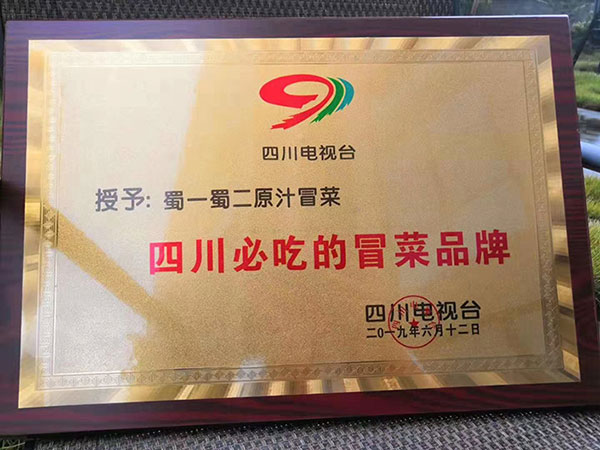 四川电视台
授予: 蜀一蜀二原汁冒菜
四川必吃的冒菜品牌
四川电视台
二〇一九年六月十二日